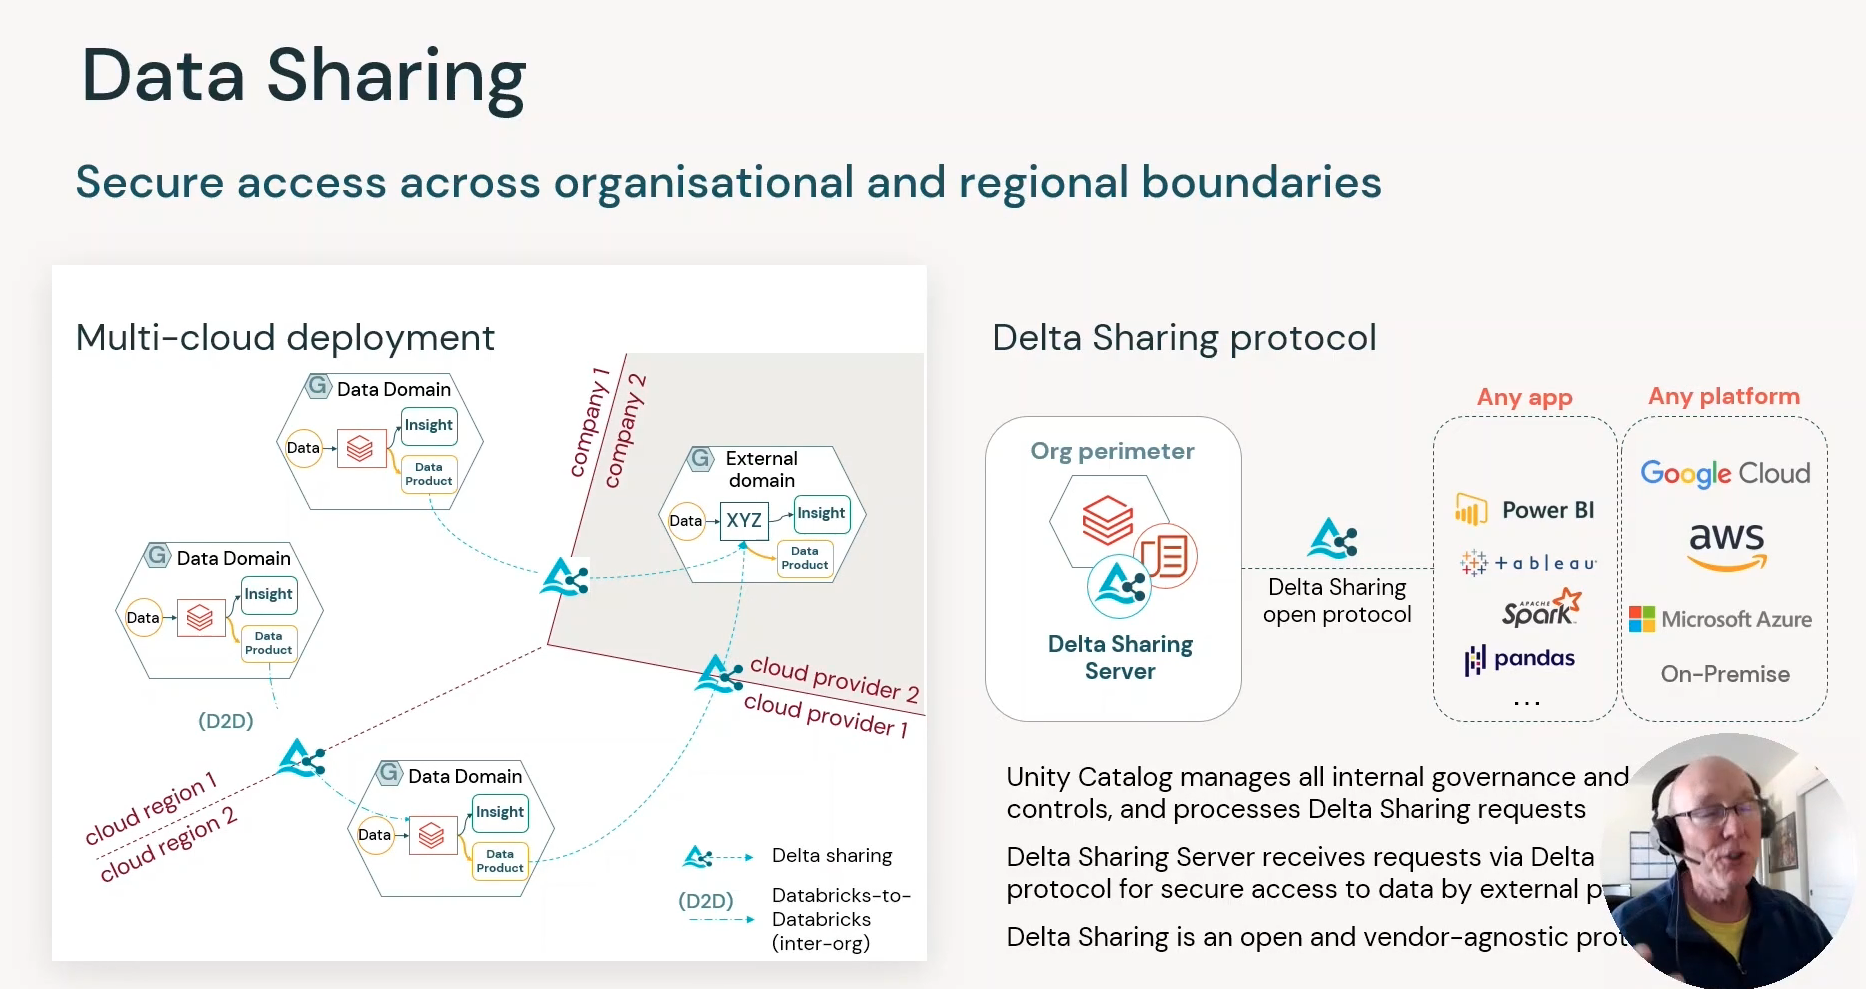 Data Sharing
Secure access across organisational and regional boundaries
Multi-cloud deployment
G Data Domain
Data
Insight
Data
Product
company 1
company 2
G External
domain
Data
XYZ
Insight
Data
Product
G Data Domain
Data
Insight
Data
Product
(D2D)
cloud provider 2
cloud provider 1
cloud region 1
cloud region 2
G Data Domain
Data
Insight
Data
Product
Delta sharing
(D2D)
Databricks-to-
Databricks
(inter-org)
Delta Sharing protocol
Org perimeter
Delta Sharing
Server
Delta Sharing
open protocol
Any app
Power BI
+ableau
APACHE
Spark
pandas
...
Any platform
Google Cloud
aws
Microsoft Azure
On-Premise
Unity Catalog manages all internal governance and
controls, and processes Delta Sharing requests
Delta Sharing Server receives requests via Delta
protocol for secure access to data by external
Delta Sharing is an open and vendor-agnostic